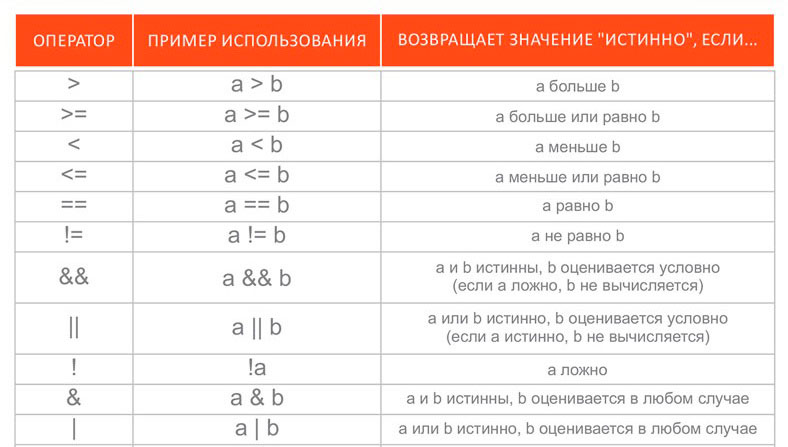 ОПЕРАТОР ПРИМЕР ИСПОЛЬЗОВАНИЯ ВОЗВРАЩАЕТ ЗНАЧЕНИЕ "ИСТИННО", ЕСЛИ...
> a > b a больше b
>= a >= b a больше или равно b
< a < b a меньше b
<= a <= b a меньше или равно b
== a == b a равно b
!= a != b a не равно b
&& a && b a и b истинны, b оценивается условно
(если a ложно, b не вычисляется)
|| a || b a или b истинно, b оценивается условно
(если a истинно, b не вычисляется)
! !a a ложно
& a & b a и b истинны, b оценивается в любом случае
| a | b a или b истинно, b оценивается в любом случае